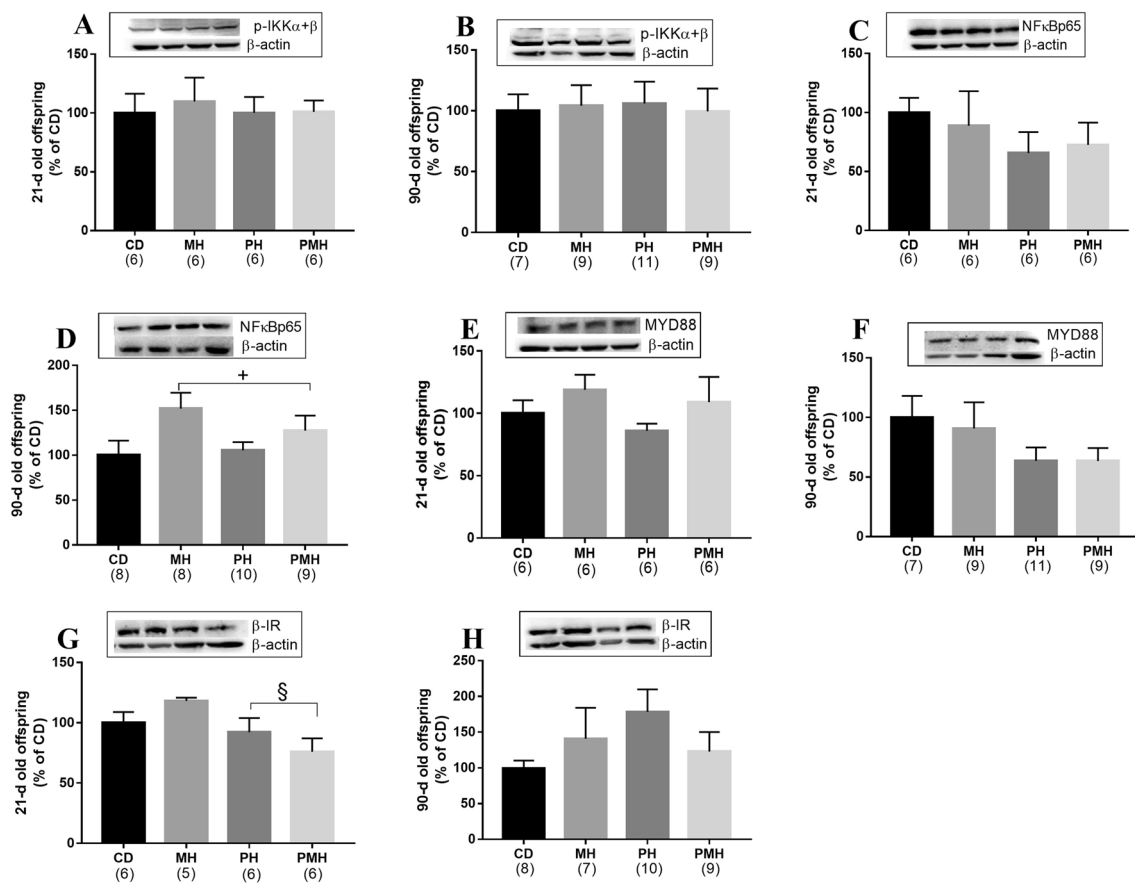 A
p-IKKα+β
β-actin
21-d old offspring
(% of CD)
150
100
50
0
CD MH PH PMH
(6) (6) (6) (6)
B
p-IKKα+β
β-actin
90-d old offspring
(% of CD)
150
100
50
0
CD MH PH PMH
(7) (9) (11) (9)
C
NFκBp65
β-actin
21-d old offspring
(% of CD)
150
100
50
0
CD MH PH PMH
(6) (6) (6) (6)
D
NFκBp65
β-actin
90-d old offspring
(% of CD)
200
150
100
50
0
+
CD MH PH PMH
(8) (8) (10) (9)
E
MYD88
β-actin
21-d old offspring
(% of CD)
150
100
50
0
CD MH PH PMH
(6) (6) (6) (6)
F
MYD88
β-actin
90-d old offspring
(% of CD)
150
100
50
0
CD MH PH PMH
(7) (9) (11) (9)
G
β-IR
β-actin
21-d old offspring
(% of CD)
150
100
50
0
§
CD MH PH PMH
(6) (5) (6) (6)
H
β-IR
β-actin
90-d old offspring
(% of CD)
250
200
150
100
50
0
CD MH PH PMH
(8) (7) (10) (9)